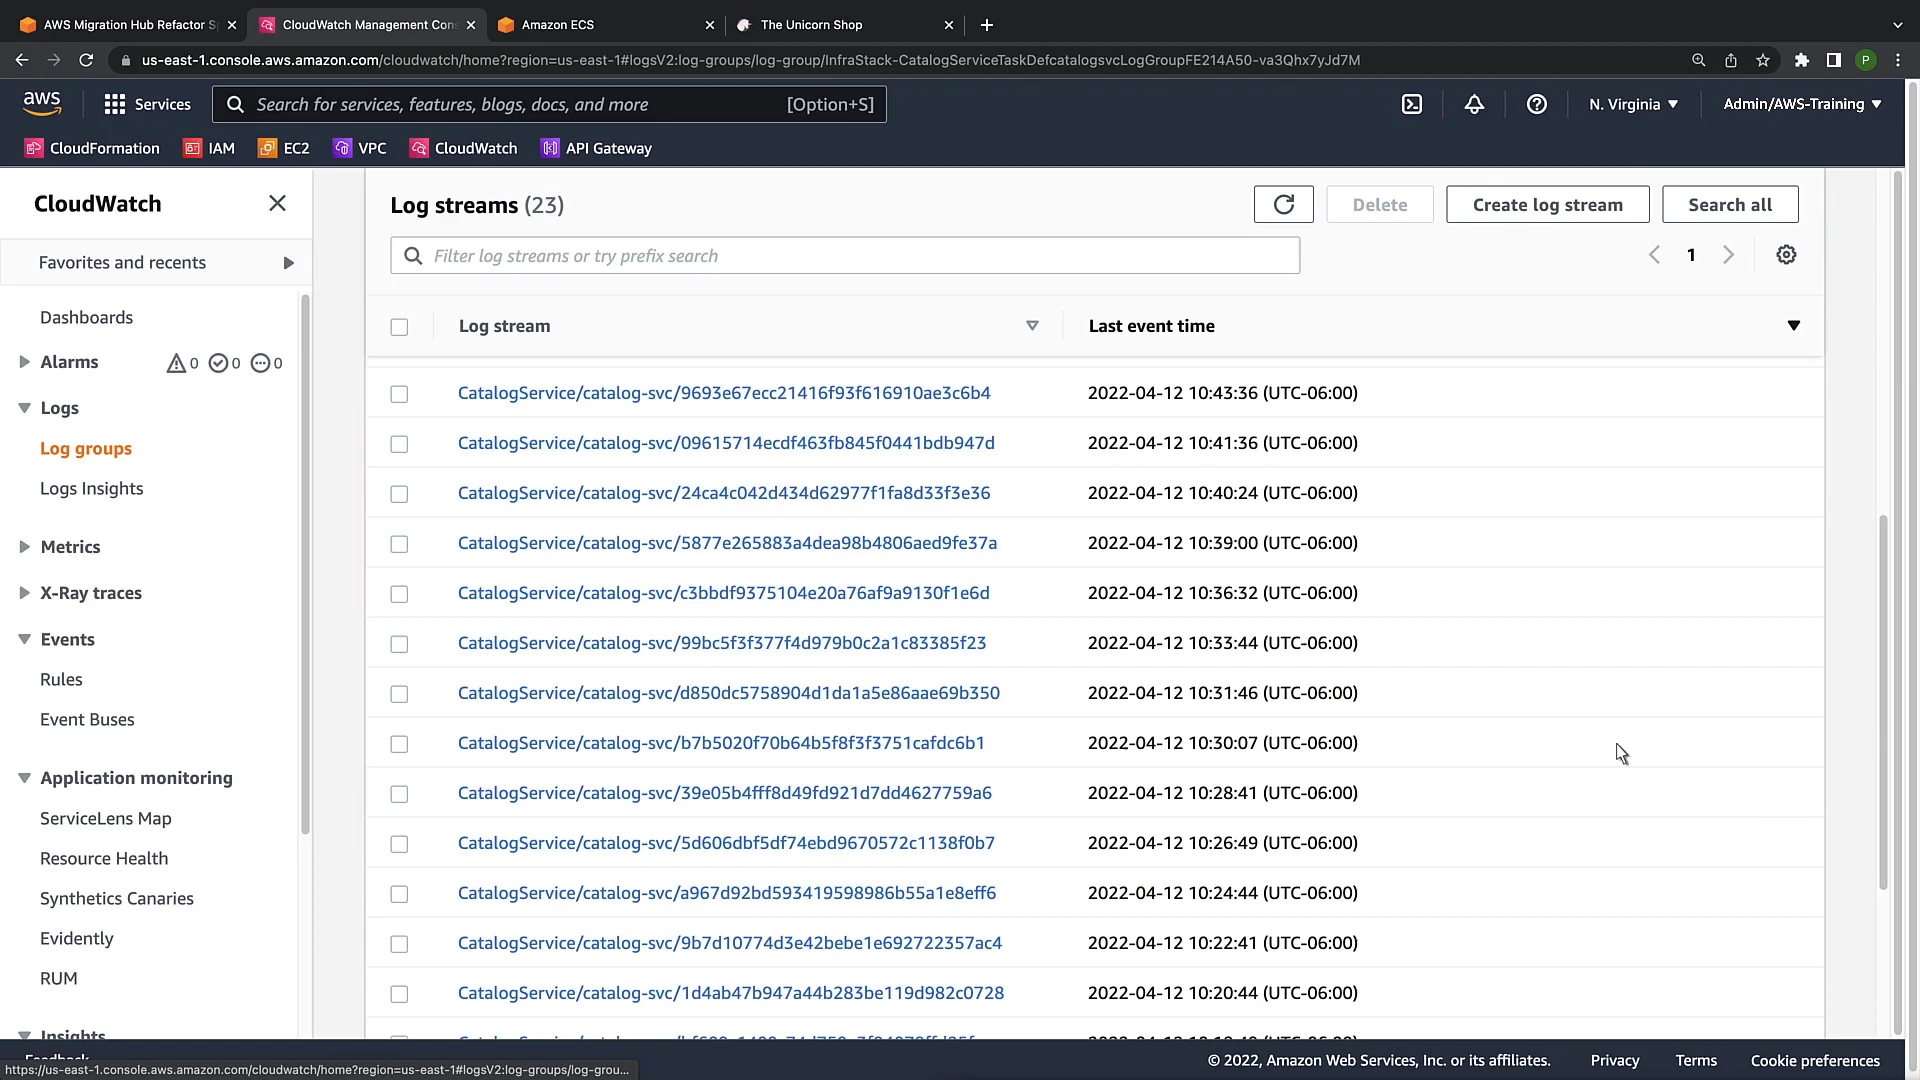 AWS Migration Hub Refactor S
CloudWatch Management Con
Amazon ECS
The Unicorn Shop
us-east-1.console.aws.amazon.com/cloudwatch/home?region=us-east-1#logsV2:log-groups/log-group/InfraStack-CatalogServiceTaskDefcatalogsvcLogGroupFE214A50-va3Qhx7yJd7M
P
aws
Services
Search for services, features, blogs, docs, and more
[Option+S]
N. Virginia
Admin/AWS-Training
CloudFormation
IAM
EC2
VPC
CloudWatch
API Gateway
CloudWatch
Favorites and recents
Dashboards
Alarms
0
0
0
Logs
Log groups
Logs Insights
Metrics
X-Ray traces
Events
Rules
Event Buses
Application monitoring
ServiceLens Map
Resource Health
Synthetics Canaries
Evidently
RUM
Insights
Log streams (23)
Delete
Create log stream
Search all
Filter log streams or try prefix search
1
Log stream
Last event time
CatalogService/catalog-svc/9693e67ecc21416f93f616910ae3c6b4 2022-04-12 10:43:36 (UTC-06:00)
CatalogService/catalog-svc/09615714ecdf463fb845f0441bdb947d 2022-04-12 10:41:36 (UTC-06:00)
CatalogService/catalog-svc/24ca4c042d434d62977f1fa8d33f3e36 2022-04-12 10:40:24 (UTC-06:00)
CatalogService/catalog-svc/5877e265883a4dea98b4806aed9fe37a 2022-04-12 10:39:00 (UTC-06:00)
CatalogService/catalog-svc/c3bbdf9375104e20a76af9a9130f1e6d 2022-04-12 10:36:32 (UTC-06:00)
CatalogService/catalog-svc/99bc5f3f377f4d979b0c2a1c83385f23 2022-04-12 10:33:44 (UTC-06:00)
CatalogService/catalog-svc/d850dc5758904d1da1a5e86aae69b350 2022-04-12 10:31:46 (UTC-06:00)
CatalogService/catalog-svc/b7b5020f70b64b5f8f3f3751cafdc6b1 2022-04-12 10:30:07 (UTC-06:00)
CatalogService/catalog-svc/39e05b4fff8d49fd921d7dd4627759a6 2022-04-12 10:28:41 (UTC-06:00)
CatalogService/catalog-svc/5d606dbf5df74ebd9670572c1138f0b7 2022-04-12 10:26:49 (UTC-06:00)
CatalogService/catalog-svc/a967d92bd593419598986b55a1e8eff6 2022-04-12 10:24:44 (UTC-06:00)
CatalogService/catalog-svc/9b7d10774d3e42bebe1e692722357ac4 2022-04-12 10:22:41 (UTC-06:00)
CatalogService/catalog-svc/1d4ab47b947a44b283be119d982c0728 2022-04-12 10:20:44 (UTC-06:00)
Feedback
© 2022, Amazon Web Services, Inc. or its affiliates.
Privacy
Terms
Cookie preferences
https://us-east-1.console.aws.amazon.com/cloudwatch/home?region=us-east-1#logsV2:log-groups/log-grou...